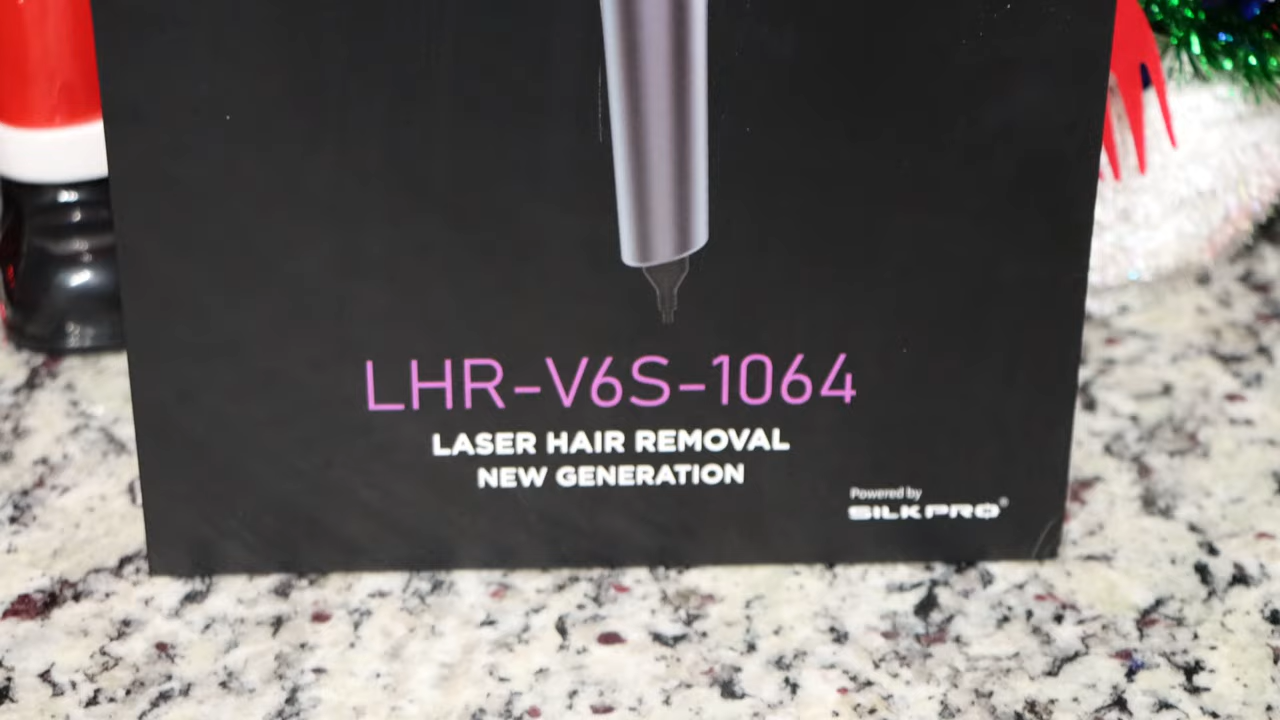 LHR-V6S-1064
LASER HAIR REMOVAL
NEW GENERATION
Powered by
SILKPRO®